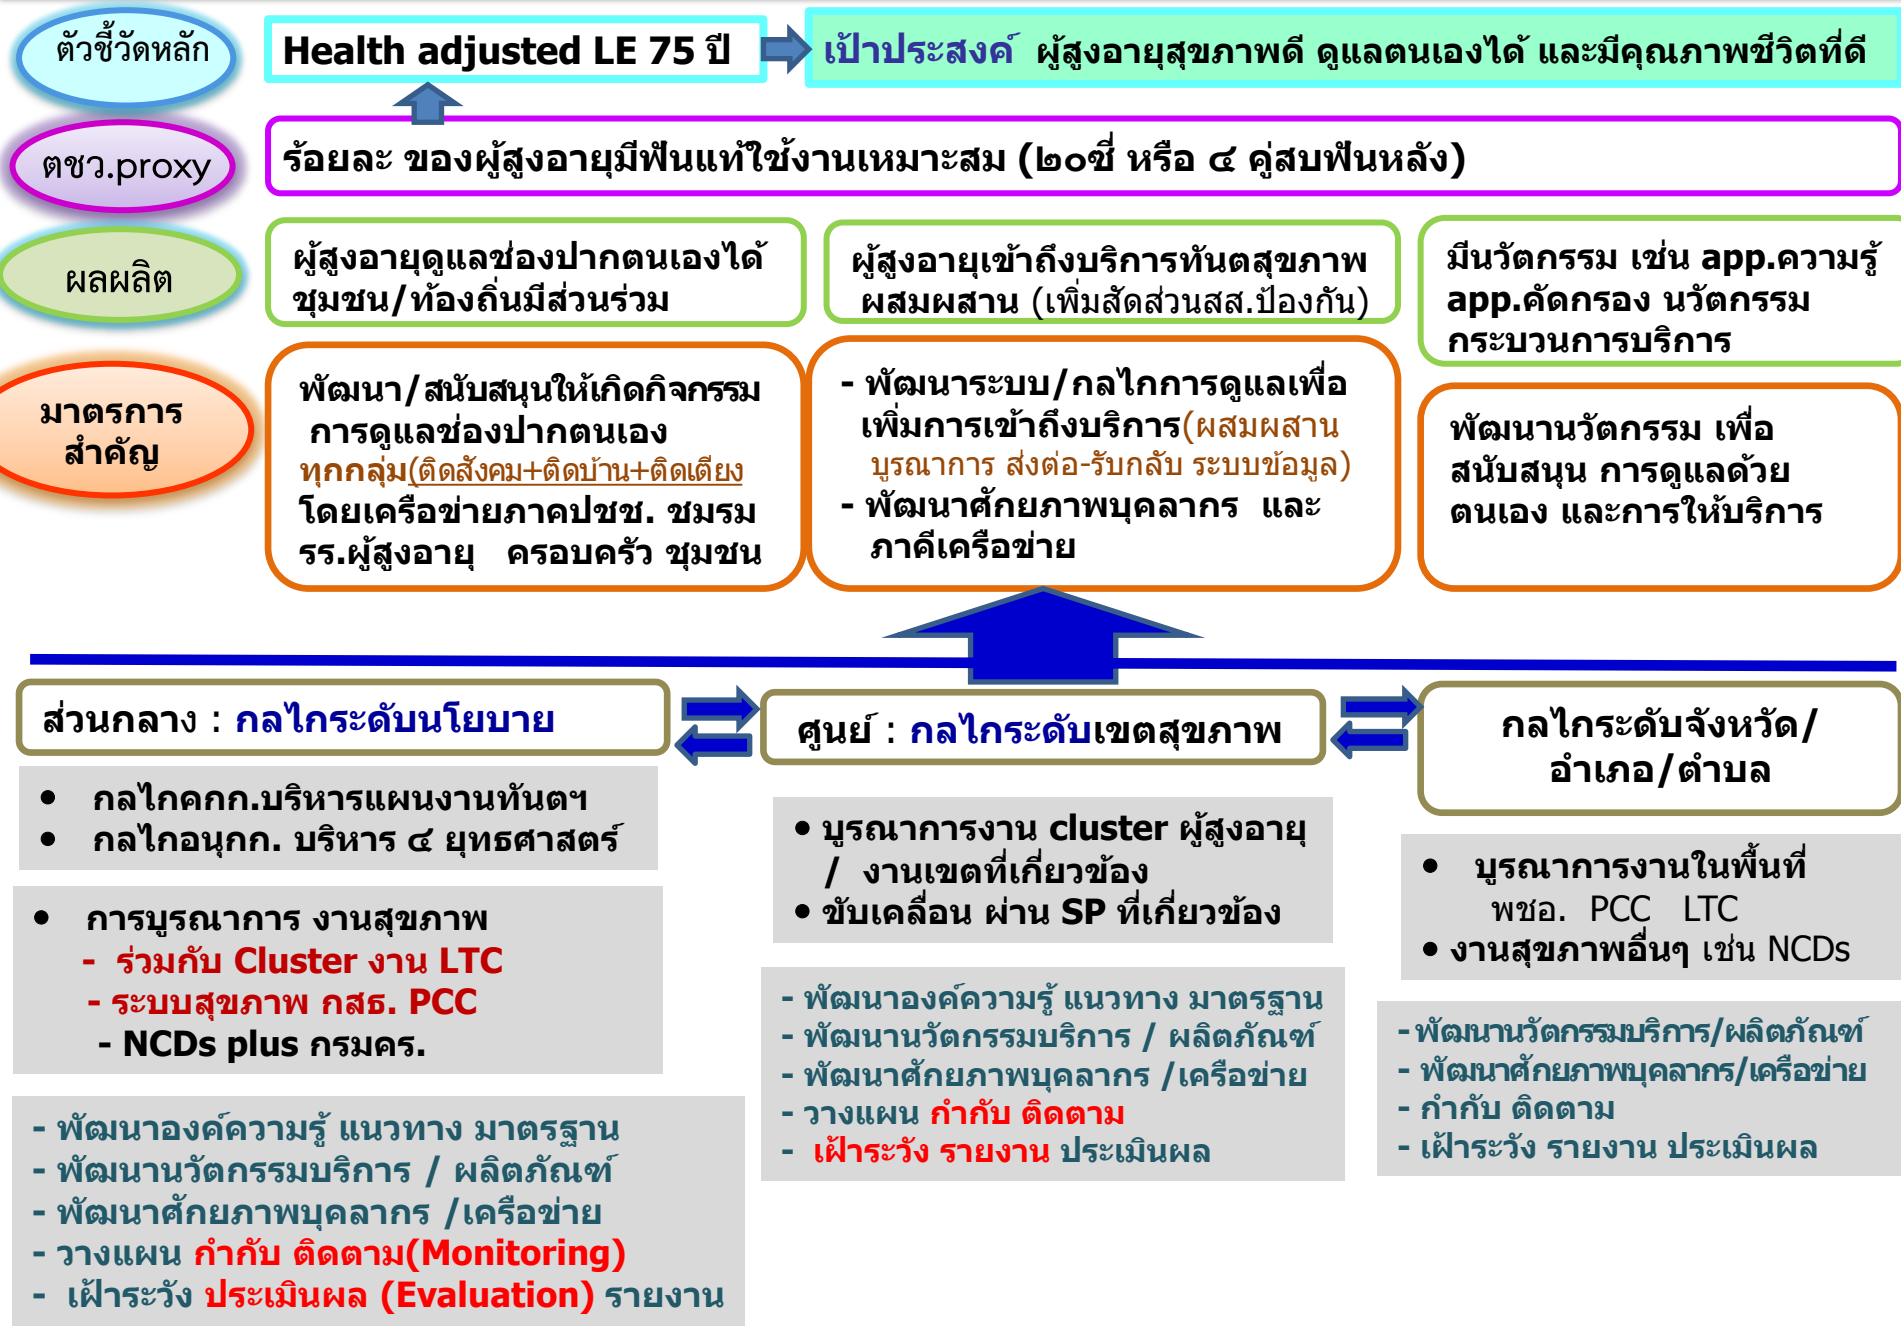 ตัวชี้วัดหลัก
Health adjusted LE 75 ปี
เป้าประสงค์  ผู้สูงอายุสุขภาพดี ดูแลตนเองได้ และมีคุณภาพชีวิตที่ดี
ตชว.proxy
ร้อยละ ของผู้สูงอายุมีฟันแท้ใช้งานเหมาะสม (๒๐ซี่ หรือ ๔ คู่สบฟันหลัง)
ผลผลิต
ผู้สูงอายุดูแลช่องปากตนเองได้
ชุมชน/ท้องถิ่นมีส่วนร่วม
ผู้สูงอายุเข้าถึงบริการทันตสุขภาพ
ผสมผสาน (เพิ่มสัดส่วนสส.ป้องกัน)
มีนวัตกรรม เช่น app.ความรู้
app.คัดกรอง นวัตกรรม
กระบวนการบริการ
มาตรการ
สำคัญ
พัฒนา/สนับสนุนให้เกิดกิจกรรม
การดูแลช่องปากตนเอง
ทุกกลุ่ม(ติดสังคม+ติดบ้าน+ติดเตียง
โดยเครือข่ายภาคปชช. ชมรม
รร.ผู้สูงอายุ   ครอบครัว ชุมชน
- พัฒนาระบบ/กลไกการดูแลเพื่อ
เพิ่มการเข้าถึงบริการ(ผสมผสาน
บูรณาการ ส่งต่อ-รับกลับ ระบบข้อมูล)
- พัฒนาศักยภาพบุคลากร  และ
ภาคีเครือข่าย
พัฒนานวัตกรรม เพื่อ
สนับสนุน การดูแลด้วย
ตนเอง และการให้บริการ
ส่วนกลาง : กลไกระดับนโยบาย
• กลไกคกก.บริหารแผนงานทันตฯ
• กลไกอนุกก. บริหาร ๔ ยุทธศาสตร์
• การบูรณาการ งานสุขภาพ
- ร่วมกับ Cluster งาน LTC
- ระบบสุขภาพ กสธ. PCC
- NCDs plus กรมคร.
- พัฒนาองค์ความรู้ แนวทาง มาตรฐาน
- พัฒนานวัตกรรมบริการ / ผลิตภัณฑ์
- พัฒนาศักยภาพบุคลากร /เครือข่าย
- วางแผน กำกับ ติดตาม(Monitoring)
- เฝ้าระวัง ประเมินผล (Evaluation) รายงาน
ศูนย์ : กลไกระดับเขตสุขภาพ
• บูรณาการงาน cluster ผู้สูงอายุ
/ งานเขตที่เกี่ยวข้อง
• ขับเคลื่อน ผ่าน SP ที่เกี่ยวข้อง
- พัฒนาองค์ความรู้ แนวทาง มาตรฐาน
- พัฒนานวัตกรรมบริการ / ผลิตภัณฑ์
- พัฒนาศักยภาพบุคลากร /เครือข่าย
- วางแผน กำกับ ติดตาม
- เฝ้าระวัง รายงาน ประเมินผล
กลไกระดับจังหวัด/
อำเภอ/ตำบล
• บูรณาการงานในพื้นที่
พชอ.  PCC  LTC
• งานสุขภาพอื่นๆ เช่น NCDs
- พัฒนานวัตกรรมบริการ/ผลิตภัณฑ์
- พัฒนาศักยภาพบุคลากร/เครือข่าย
- กำกับ ติดตาม
- เฝ้าระวัง รายงาน ประเมินผล